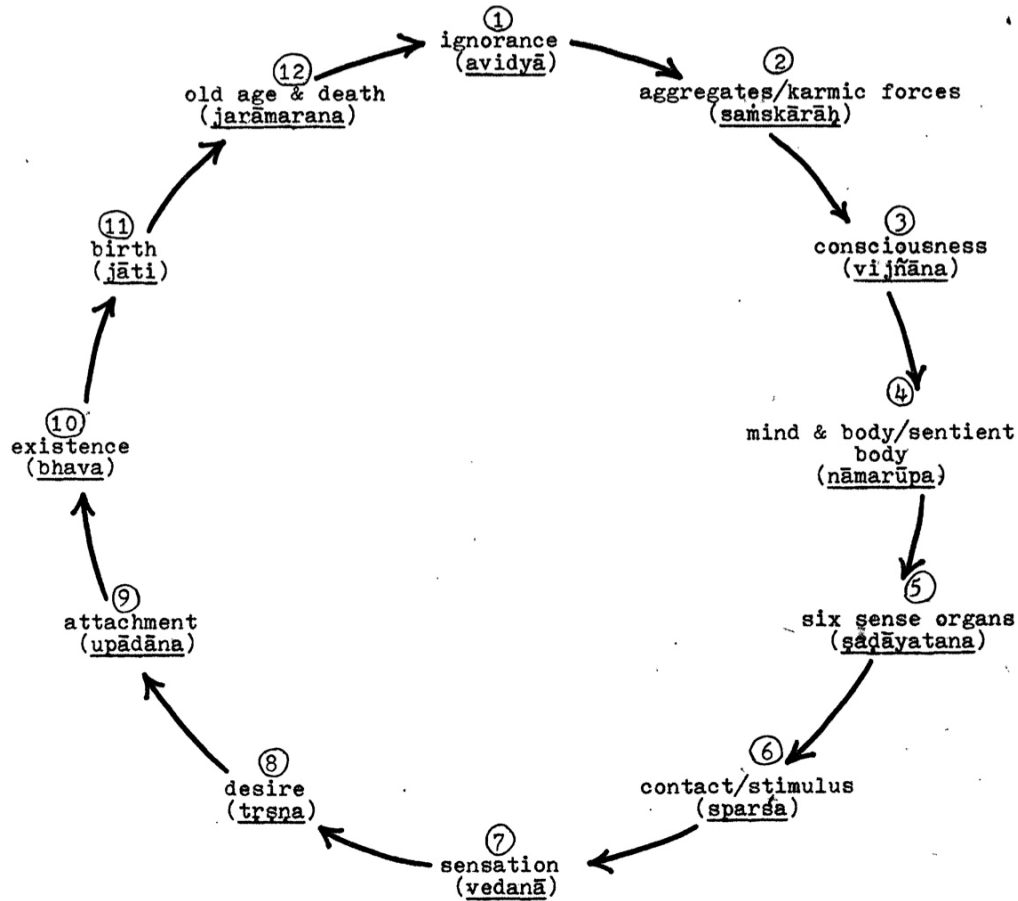 1
ignorance
(avidyā)
2
aggregates/karmic forces
(saṁskārāḥ)
3
consciousness
(vijñāna)
4
mind & body/sentient
body
(nāmarūpa)
5
six sense organs
(ṣaḍāyatana)
6
contact/stimulus
(sparśa)
7
sensation
(vedanā)
8
desire
(tṛṣṇa)
9
attachment
(upādāna)
10
existence
(bhava)
11
birth
(jāti)
12
old age & death
(jarāmarana)